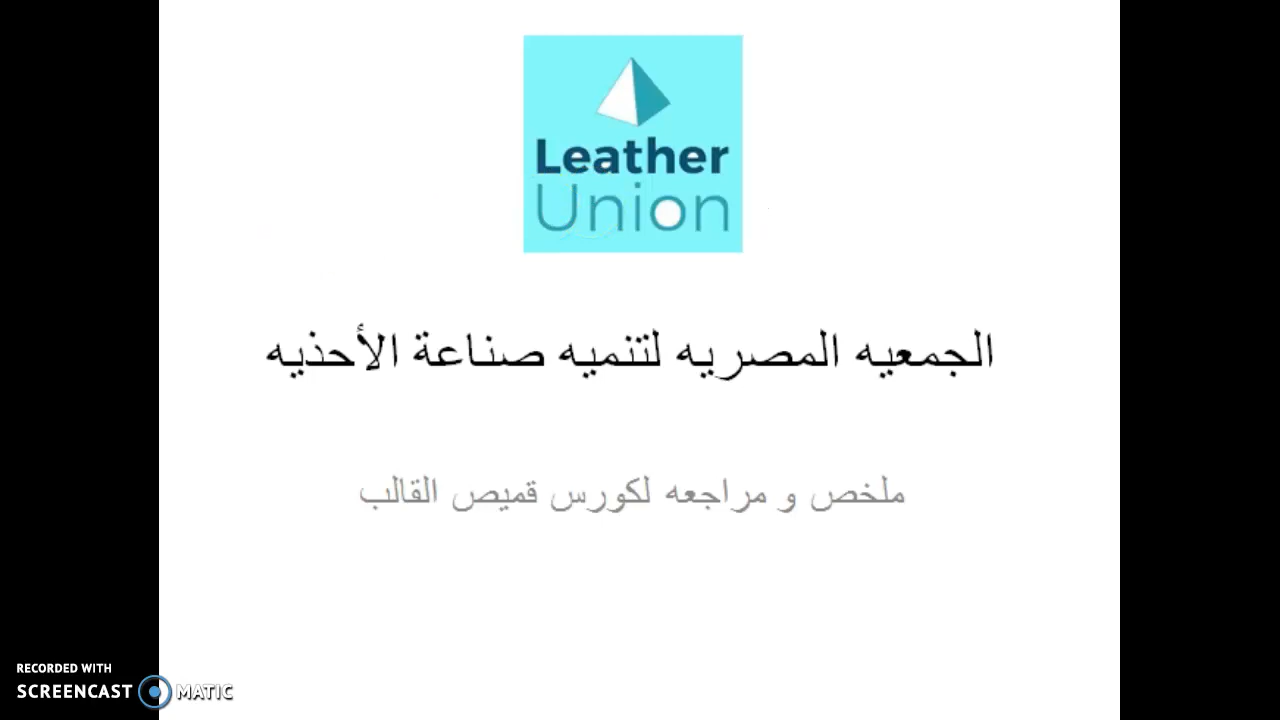 Leather
Union
الجمعيه المصريه لتنميه صناعة الأحذيه
ملخص و مراجعه لكورس قميص القالب
RECORDED WITH
SCREENCAST MATIC